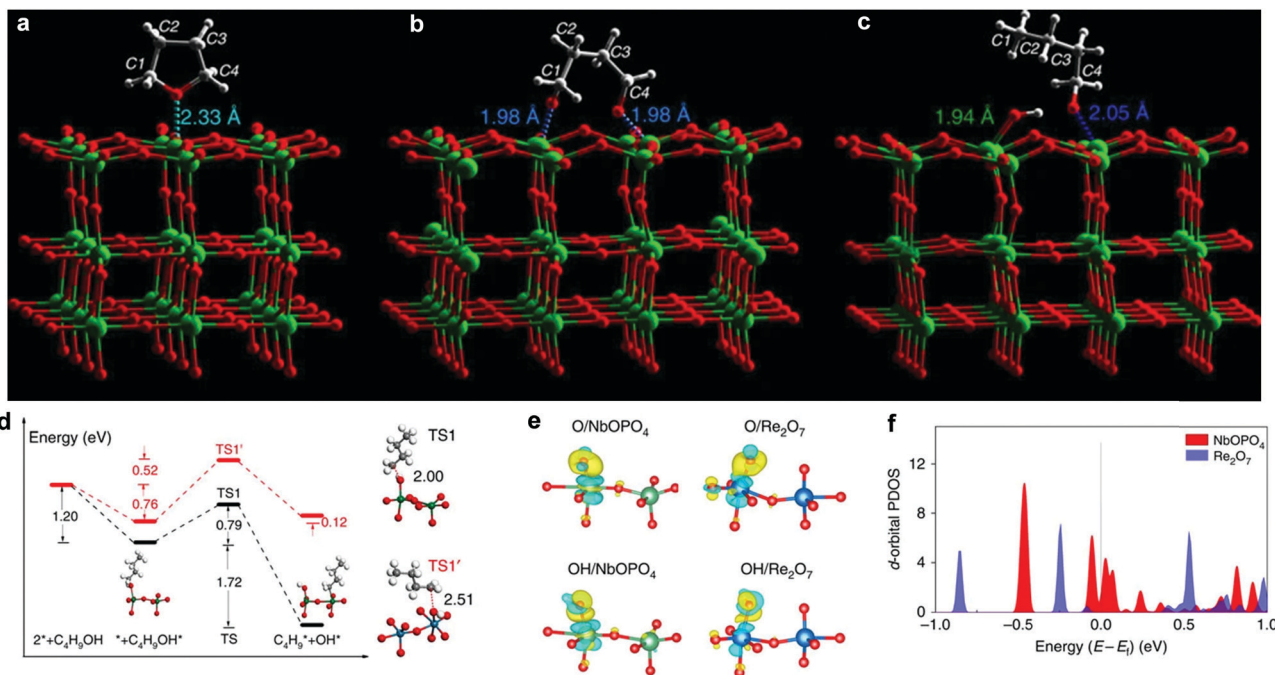 a
C2
C3
C1
C4
2.33 Å
b
C2
C3
C1
C4
1.98 Å
1.98 Å
c
C1
C2
C3
C4
1.94 Å
2.05 Å
d
Energy (eV)
TS1'
0.52
0.76
TS1
1.20
0.79
0.12
1.72
2*+C₄H₉OH
*+C₄H₉OH*
TS
C₄H₉*+OH*
TS1
2.00
TS1'
2.51
e
O/NbOPO₄
O/Re₂O₇
OH/NbOPO₄
OH/Re₂O₇
f
NbOPO₄
Re₂O₇
d-orbital PDOS
12
8
4
0
−1.0
−0.5
0.0
0.5
1.0
Energy (E−E_f) (eV)